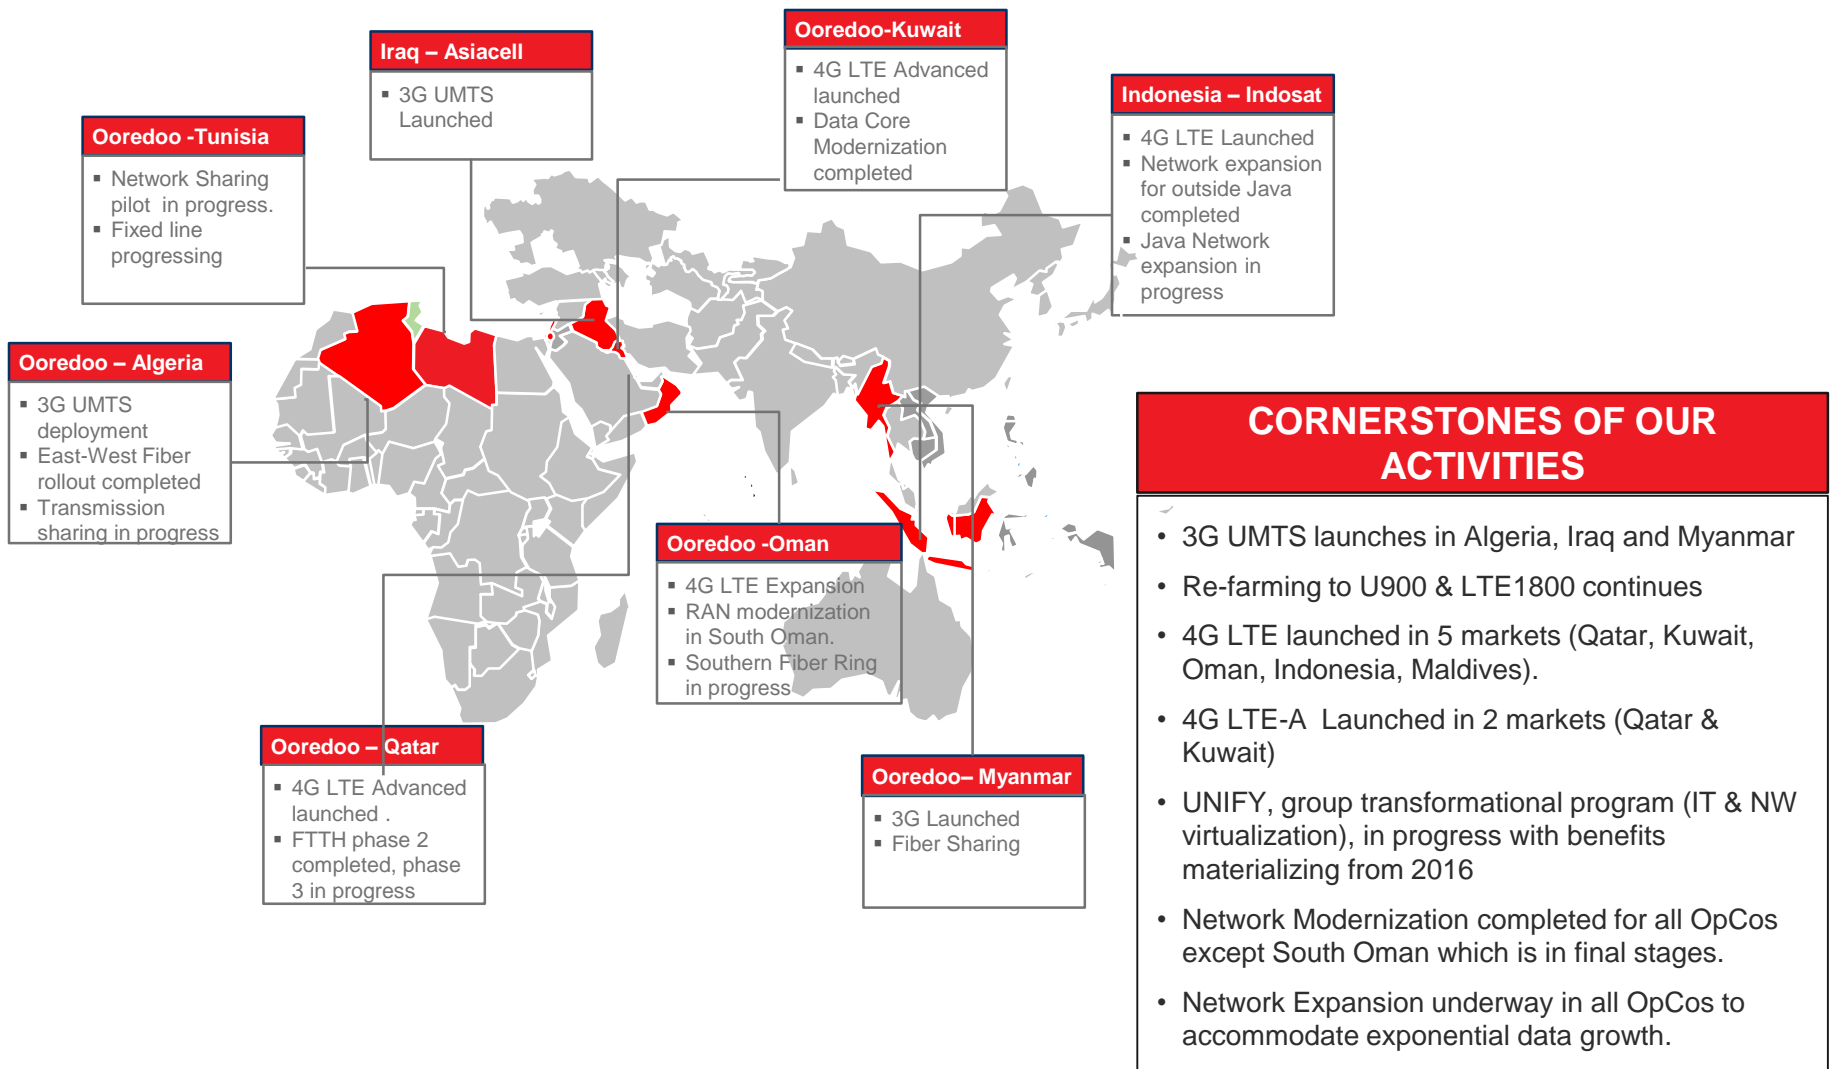 Ooredoo-Kuwait
▪ 4G LTE Advanced
launched
▪ Data Core
Modernization
completed
Iraq – Asiacell
▪ 3G UMTS
Launched
Indonesia – Indosat
▪ 4G LTE Launched
▪ Network expansion
for outside Java
completed
▪ Java Network
expansion in
progress
Ooredoo -Tunisia
▪ Network Sharing
pilot in progress.
▪ Fixed line
progressing
Ooredoo – Algeria
▪ 3G UMTS
deployment
▪ East-West Fiber
rollout completed
▪ Transmission
sharing in progress
Ooredoo -Oman
▪ 4G LTE Expansion
▪ RAN modernization
in South Oman.
▪ Southern Fiber Ring
in progress
Ooredoo – Qatar
▪ 4G LTE Advanced
launched .
▪ FTTH phase 2
completed, phase
3 in progress
Ooredoo– Myanmar
▪ 3G Launched
▪ Fiber Sharing
CORNERSTONES OF OUR
ACTIVITIES
• 3G UMTS launches in Algeria, Iraq and Myanmar
• Re-farming to U900 & LTE1800 continues
• 4G LTE launched in 5 markets (Qatar, Kuwait,
Oman, Indonesia, Maldives).
• 4G LTE-A Launched in 2 markets (Qatar &
Kuwait)
• UNIFY, group transformational program (IT & NW
virtualization), in progress with benefits
materializing from 2016
• Network Modernization completed for all OpCos
except South Oman which is in final stages.
• Network Expansion underway in all OpCos to
accommodate exponential data growth.